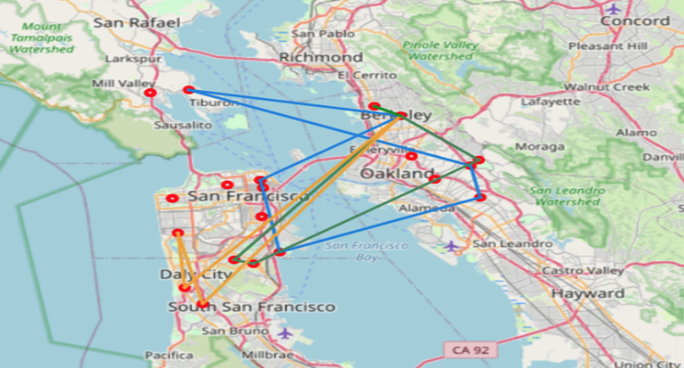 San Rafael
Concord
Mount
Tamalpais
Watershed
San Pablo
Pinole Valley
Watershed
Pleasant Hill
Larkspur
Richmond
El Cerrito
Mill Valley
Walnut Creek
Tiburon
Lafayette
Berkeley
Sausalito
Alamo
Emeryville
Moraga
Danvil
Oakland
San Francisco
San Leandro
Watershed
Alameda
San Francisco
Bay
San Leandro
Daly City
Castro Valley
Hayward
South San Francisco
San Bruno
CA 92
Pacifica
Millbrae
Union City